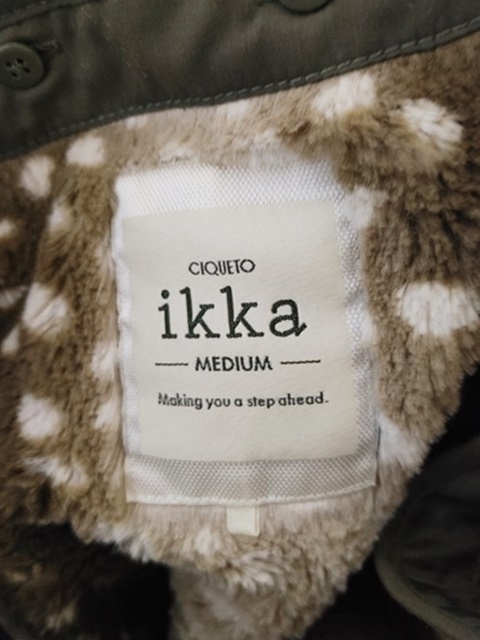 CIQUETO
ikka
MEDIUM
Making you a step ahead.